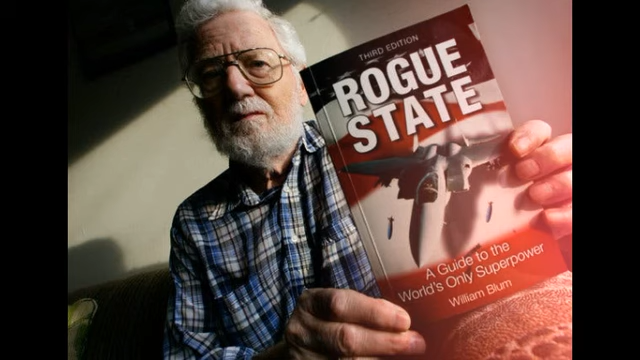 THIRD EDITION
ROGUE
STATE
A Guide to the
World's Only Superpower
William Blum